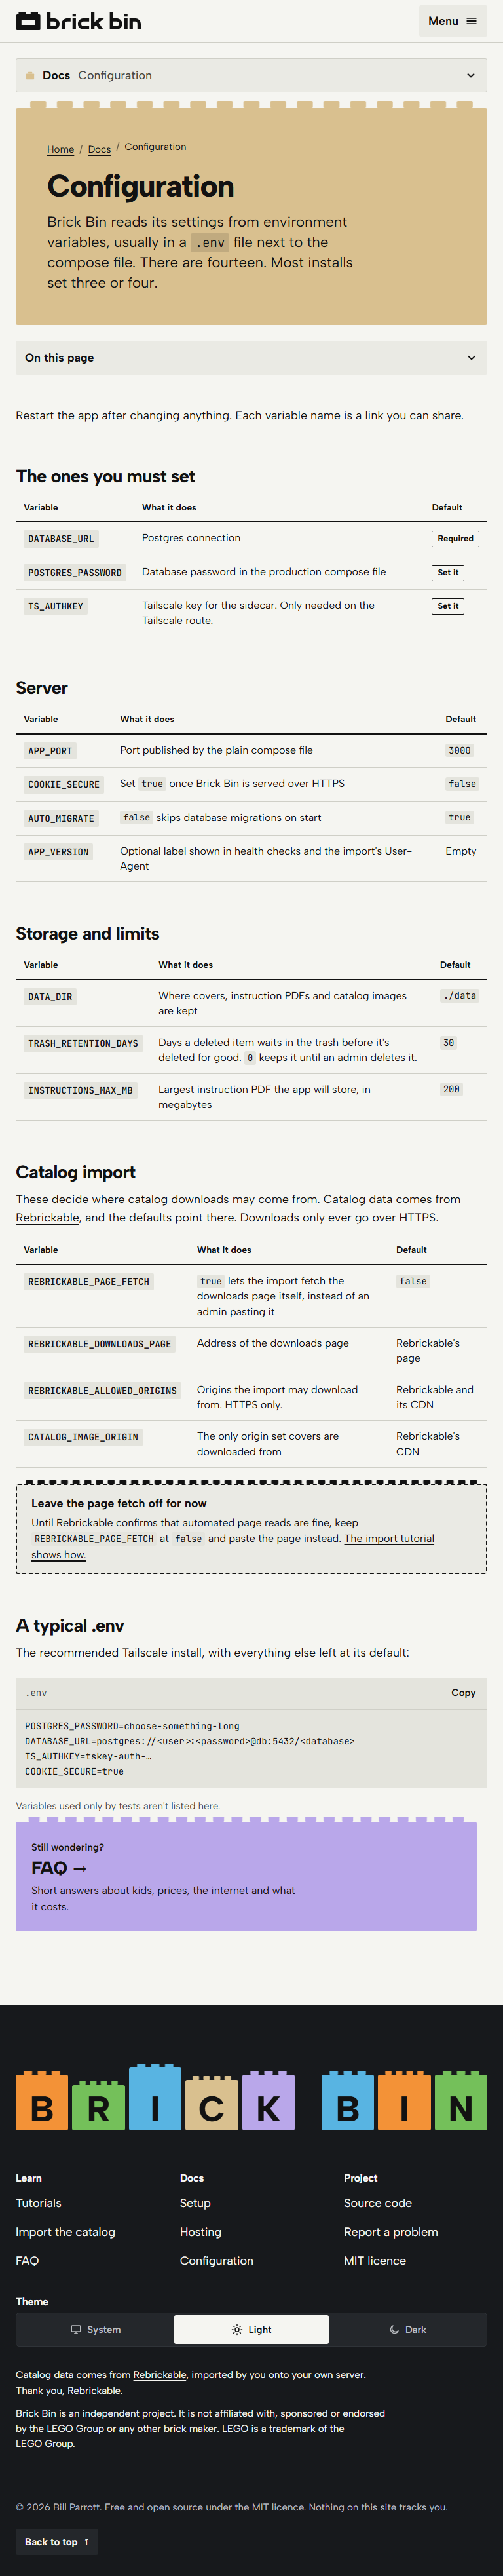 brick bin
Menu
Docs Configuration
Home / Docs / Configuration
Configuration
Brick Bin reads its settings from environment
variables, usually in a .env file next to the
compose file. There are fourteen. Most installs
set three or four.
On this page
Restart the app after changing anything. Each variable name is a link you can share.
The ones you must set
Variable What it does Default
DATABASE_URL Postgres connection Required
POSTGRES_PASSWORD Database password in the production compose file Set it
TS_AUTHKEY Tailscale key for the sidecar. Only needed on the Set it
Tailscale route.
Server
Variable What it does Default
APP_PORT Port published by the plain compose file 3000
COOKIE_SECURE Set true once Brick Bin is served over HTTPS false
AUTO_MIGRATE false skips database migrations on start true
APP_VERSION Optional label shown in health checks and the import's User- Empty
Agent
Storage and limits
Variable What it does Default
DATA_DIR Where covers, instruction PDFs and catalog images ./data
are kept
TRASH_RETENTION_DAYS Days a deleted item waits in the trash before it's 30
deleted for good. 0 keeps it until an admin deletes it.
INSTRUCTIONS_MAX_MB Largest instruction PDF the app will store, in 200
megabytes
Catalog import
These decide where catalog downloads may come from. Catalog data comes from
Rebrickable, and the defaults point there. Downloads only ever go over HTTPS.
Variable What it does Default
REBRICKABLE_PAGE_FETCH true lets the import fetch the false
downloads page itself, instead of an
admin pasting it
REBRICKABLE_DOWNLOADS_PAGE Address of the downloads page Rebrickable's
page
REBRICKABLE_ALLOWED_ORIGINS Origins the import may download Rebrickable and
from. HTTPS only. its CDN
CATALOG_IMAGE_ORIGIN The only origin set covers are Rebrickable's
downloaded from CDN
Leave the page fetch off for now
Until Rebrickable confirms that automated page reads are fine, keep
REBRICKABLE_PAGE_FETCH at false and paste the page instead. The import tutorial
shows how.
A typical .env
The recommended Tailscale install, with everything else left at its default:
.env Copy
POSTGRES_PASSWORD=choose-something-long
DATABASE_URL=postgres://<user>:<password>@db:5432/<database>
TS_AUTHKEY=tskey-auth-…
COOKIE_SECURE=true
Variables used only by tests aren't listed here.
Still wondering?
FAQ →
Short answers about kids, prices, the internet and what
it costs.
BRICK BIN
Learn Docs Project
Tutorials Setup Source code
Import the catalog Hosting Report a problem
FAQ Configuration MIT licence
Theme
System Light Dark
Catalog data comes from Rebrickable, imported by you onto your own server.
Thank you, Rebrickable.
Brick Bin is an independent project. It is not affiliated with, sponsored or endorsed
by the LEGO Group or any other brick maker. LEGO is a trademark of the
LEGO Group.
© 2026 Bill Parrott. Free and open source under the MIT licence. Nothing on this site tracks you.
Back to top ↑